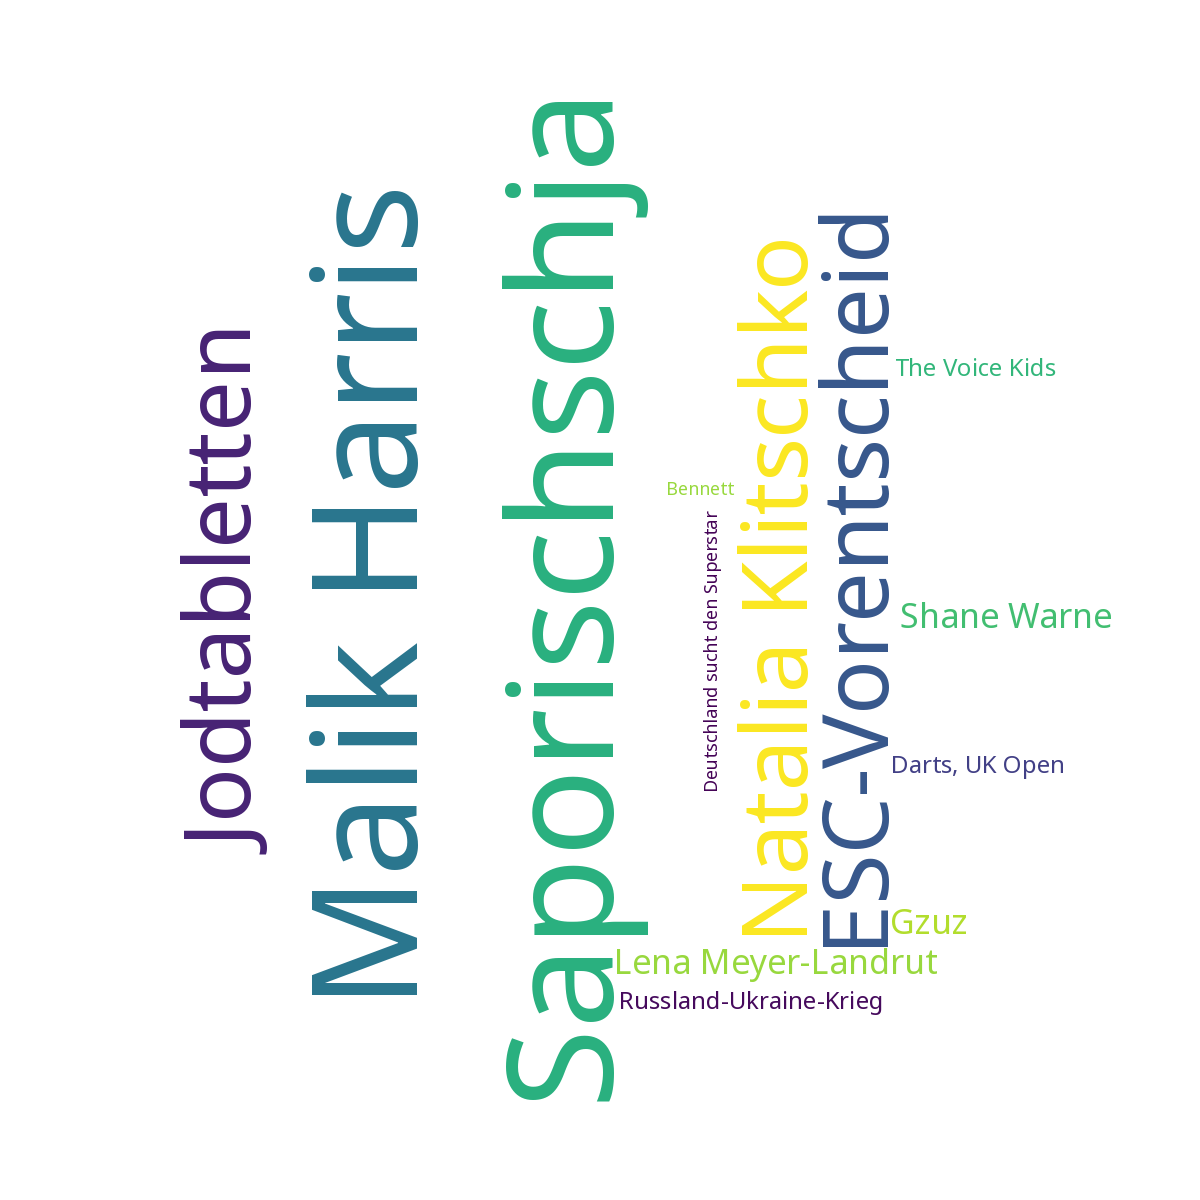 Jodtabletten
Malik Harris
Saporischschja
Bennett
Deutschland sucht den Superstar
Natalia Klitschko
ESC-Vorentscheid
The Voice Kids
Shane Warne
Darts, UK Open
Gzuz
Lena Meyer-Landrut
Russland-Ukraine-Krieg